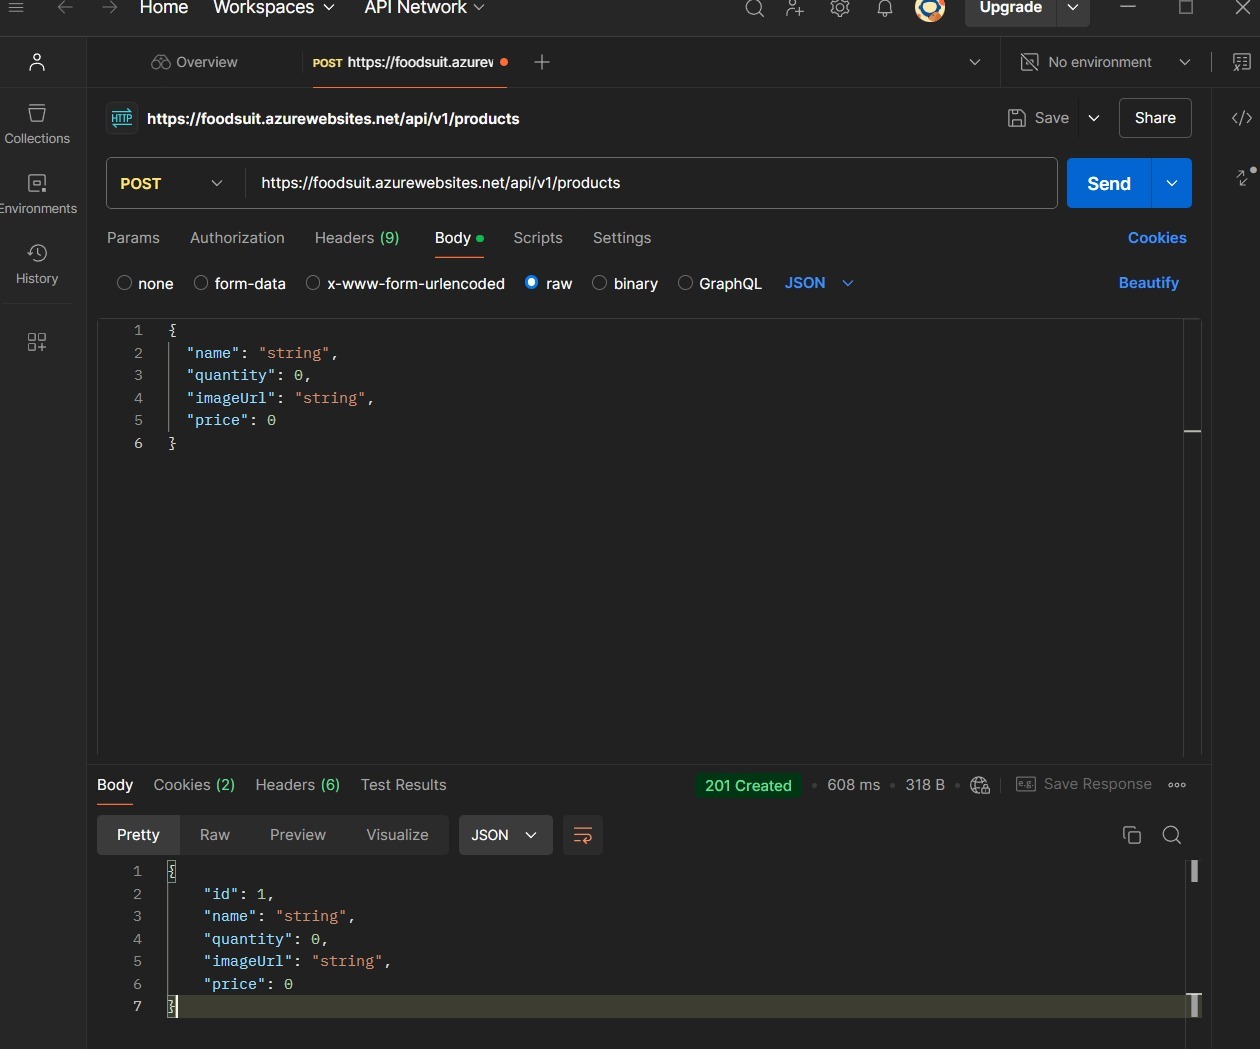 Home Workspaces API Network Upgrade
Overview POST https://foodsuit.azurew No environment
HTTP https://foodsuit.azurewebsites.net/api/v1/products Save Share
Collections
POST https://foodsuit.azurewebsites.net/api/v1/products Send
Environments
Params Authorization Headers (9) Body Scripts Settings Cookies
History
none form-data x-www-form-urlencoded raw binary GraphQL JSON Beautify
1 {
2 "name": "string",
3 "quantity": 0,
4 "imageUrl": "string",
5 "price": 0
6 }
Body Cookies (2) Headers (6) Test Results 201 Created 608 ms 318 B e.g. Save Response
Pretty Raw Preview Visualize JSON
1 {
2 "id": 1,
3 "name": "string",
4 "quantity": 0,
5 "imageUrl": "string",
6 "price": 0
7 }